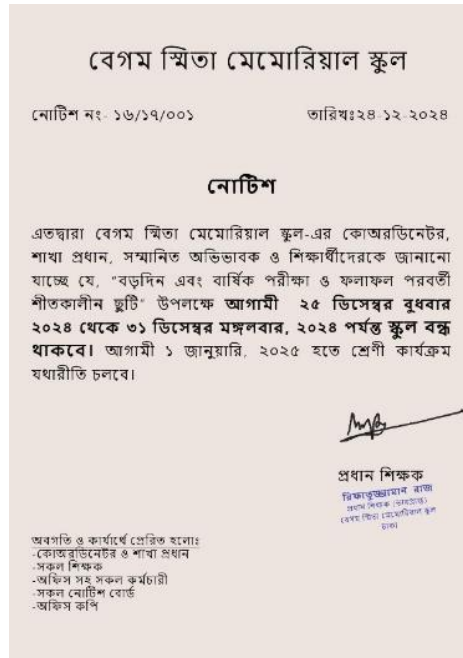 বেগম স্মিতা মেমোরিয়াল স্কুল
নোটিশ নং- ১৬/১৭/০০১ তারিখঃ২৪-১২-২০২৪
নোটিশ
এতদ্বারা বেগম স্মিতা মেমোরিয়াল স্কুল-এর কোঅরডিনেটর,
শাখা প্রধান, সম্মানিত অভিভাবক ও শিক্ষার্থীদেরকে জানানো
যাচ্ছে যে, “বড়দিন এবং বার্ষিক পরীক্ষা ও ফলাফল পরবর্তী
শীতকালীন ছুটি” উপলক্ষে আগামী ২৫ ডিসেম্বর বুধবার
২০২৪ থেকে ৩১ ডিসেম্বর মঙ্গলবার, ২০২৪ পর্যন্ত স্কুল বন্ধ
থাকবে। আগামী ১ জানুয়ারি, ২০২৫ হতে শ্রেণী কার্যক্রম
যথারীতি চলবে।
প্রধান শিক্ষক
প্রধান শিক্ষক (ভারপ্রাপ্ত)
বেগম স্মিতা মেমোরিয়াল স্কুল
ঢাকা
অবগতি ও কার্যার্থে প্রেরিত হলোঃ
-কোঅরডিনেটর ও শাখা প্রধান
-সকল শিক্ষক
-অফিস সহ সকল কর্মচারী
-সকল নোটিশ বোর্ড
-অফিস কপি